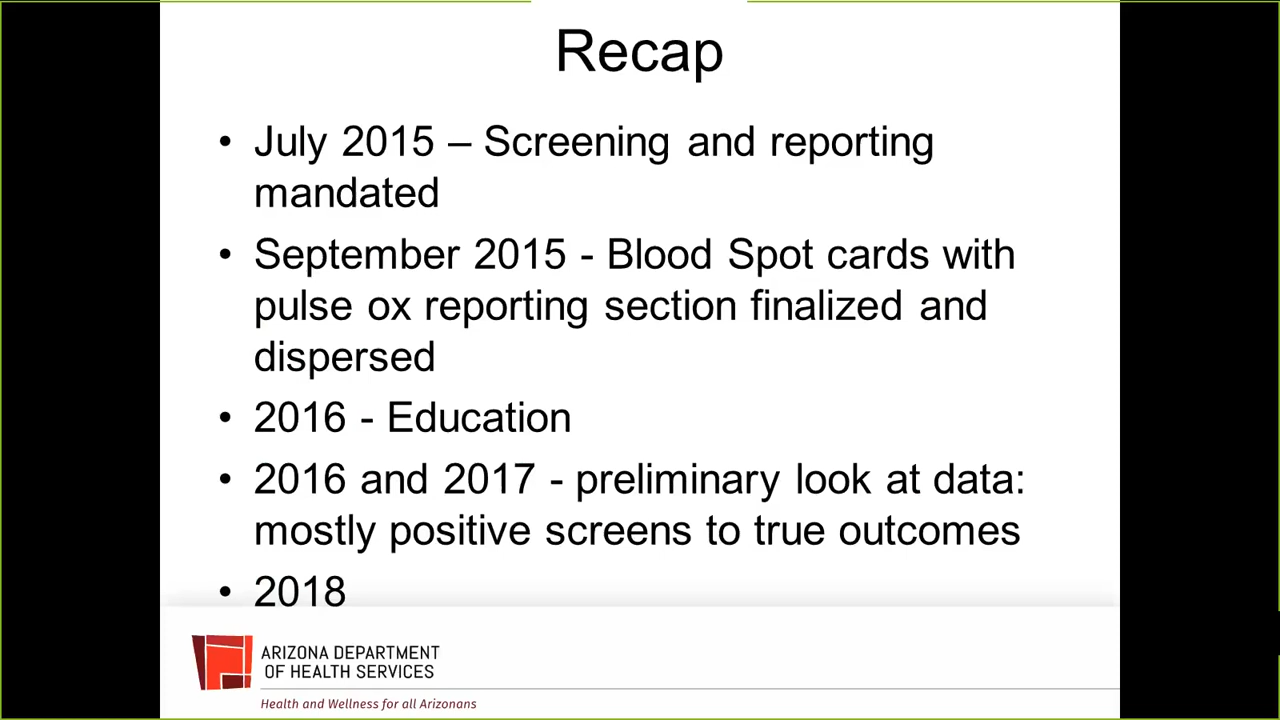 Recap
• July 2015 – Screening and reporting
mandated
• September 2015 - Blood Spot cards with
pulse ox reporting section finalized and
dispersed
• 2016 - Education
• 2016 and 2017 - preliminary look at data:
mostly positive screens to true outcomes
• 2018
ARIZONA DEPARTMENT
OF HEALTH SERVICES
Health and Wellness for all Arizonans